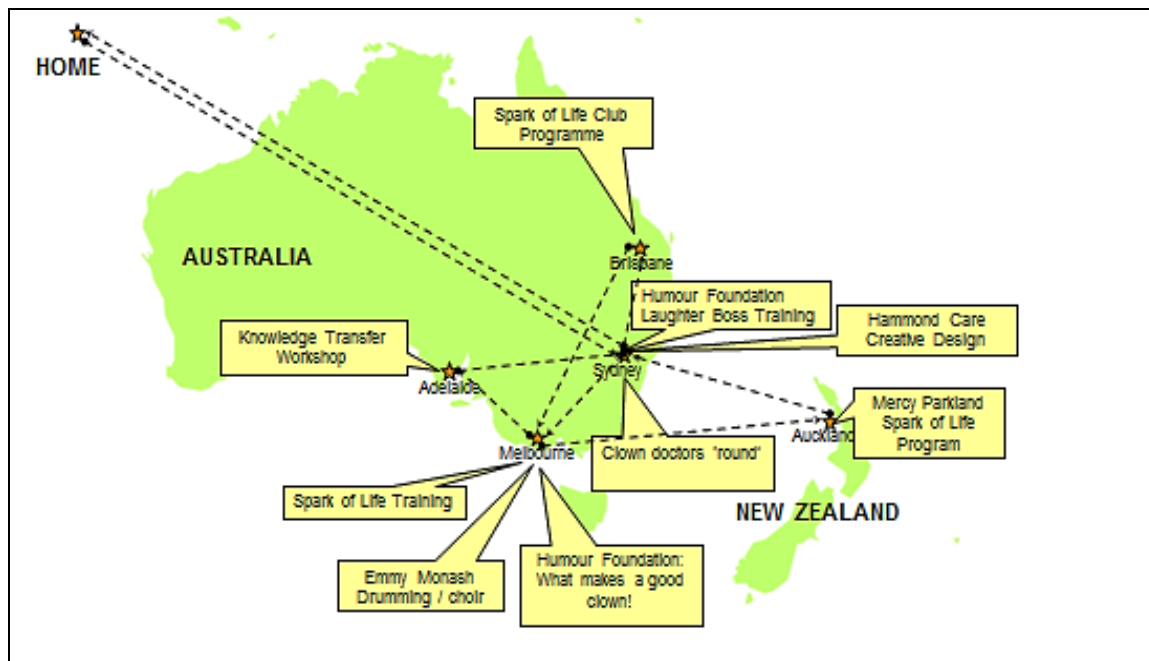 HOME
Spark of Life Club
Programme
AUSTRALIA
Brisbane
Humour Foundation
Laughter Boss Training
Hammond Care
Creative Design
Knowledge Transfer
Workshop
Sydney
Adelaide
Mercy Parkland
Spark of Life
Program
Auckland
Melbourne
Clown doctors "round"
Spark of Life Training
NEW ZEALAND
Emmy Monash
Drumming / choir
Humour Foundation:
What makes a good
clown!